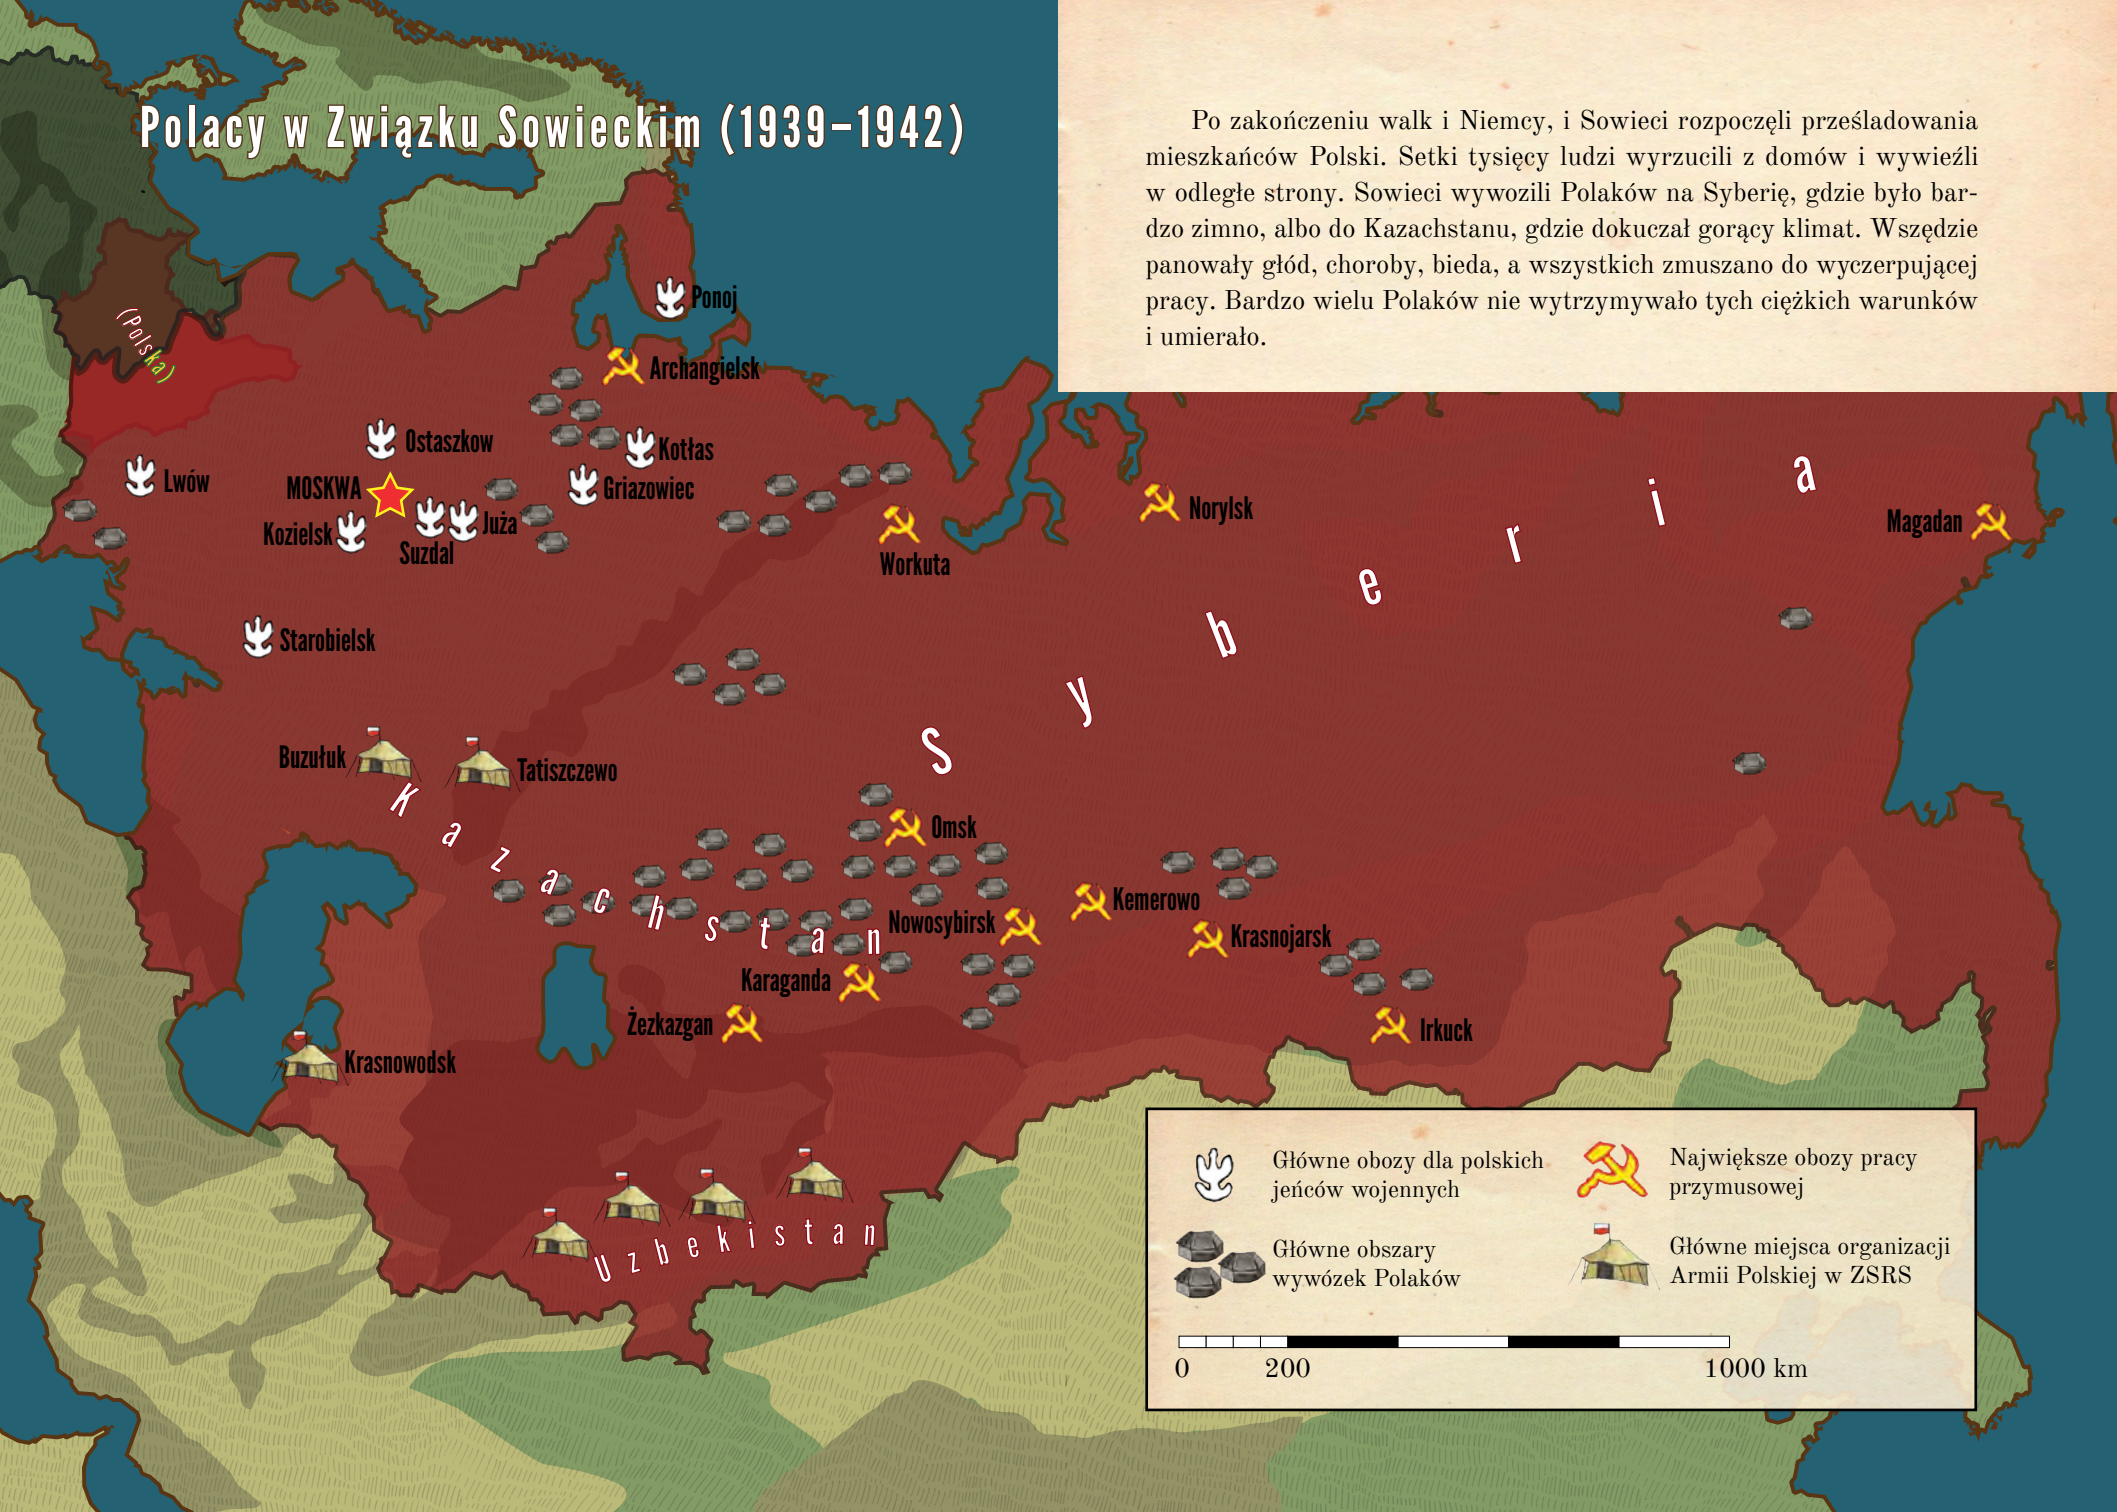 Polacy w Związku Sowieckim (1939–1942)
Po zakończeniu walk i Niemcy, i Sowieci rozpoczęli prześladowania
mieszkańców Polski. Setki tysięcy ludzi wyrzucili z domów i wywieźli
w odległe strony. Sowieci wywozili Polaków na Syberię, gdzie było bar-
dzo zimno, albo do Kazachstanu, gdzie dokuczał gorący klimat. Wszędzie
panowały głód, choroby, bieda, a wszystkich zmuszano do wyczerpującej
pracy. Bardzo wielu Polaków nie wytrzymywało tych ciężkich warunków
i umierało.
(Polska)
Ponoj
Archangielsk
Ostaszkow
Kotłas
Lwów
MOSKWA
Griazowiec
Kozielsk
Juża
Suzdal
Workuta
Norylsk
Magadan
Starobielsk
Syberia
Buzułuk
Tatiszczewo
Kazachstan
Omsk
Nowosybirsk
Kemerowo
Krasnojarsk
Karaganda
Żezkazgan
Irkuck
Krasnowodsk
Uzbekistan
Główne obozy dla polskich
jeńców wojennych
Największe obozy pracy
przymusowej
Główne obszary
wywózek Polaków
Główne miejsca organizacji
Armii Polskiej w ZSRS
0 200 1000 km